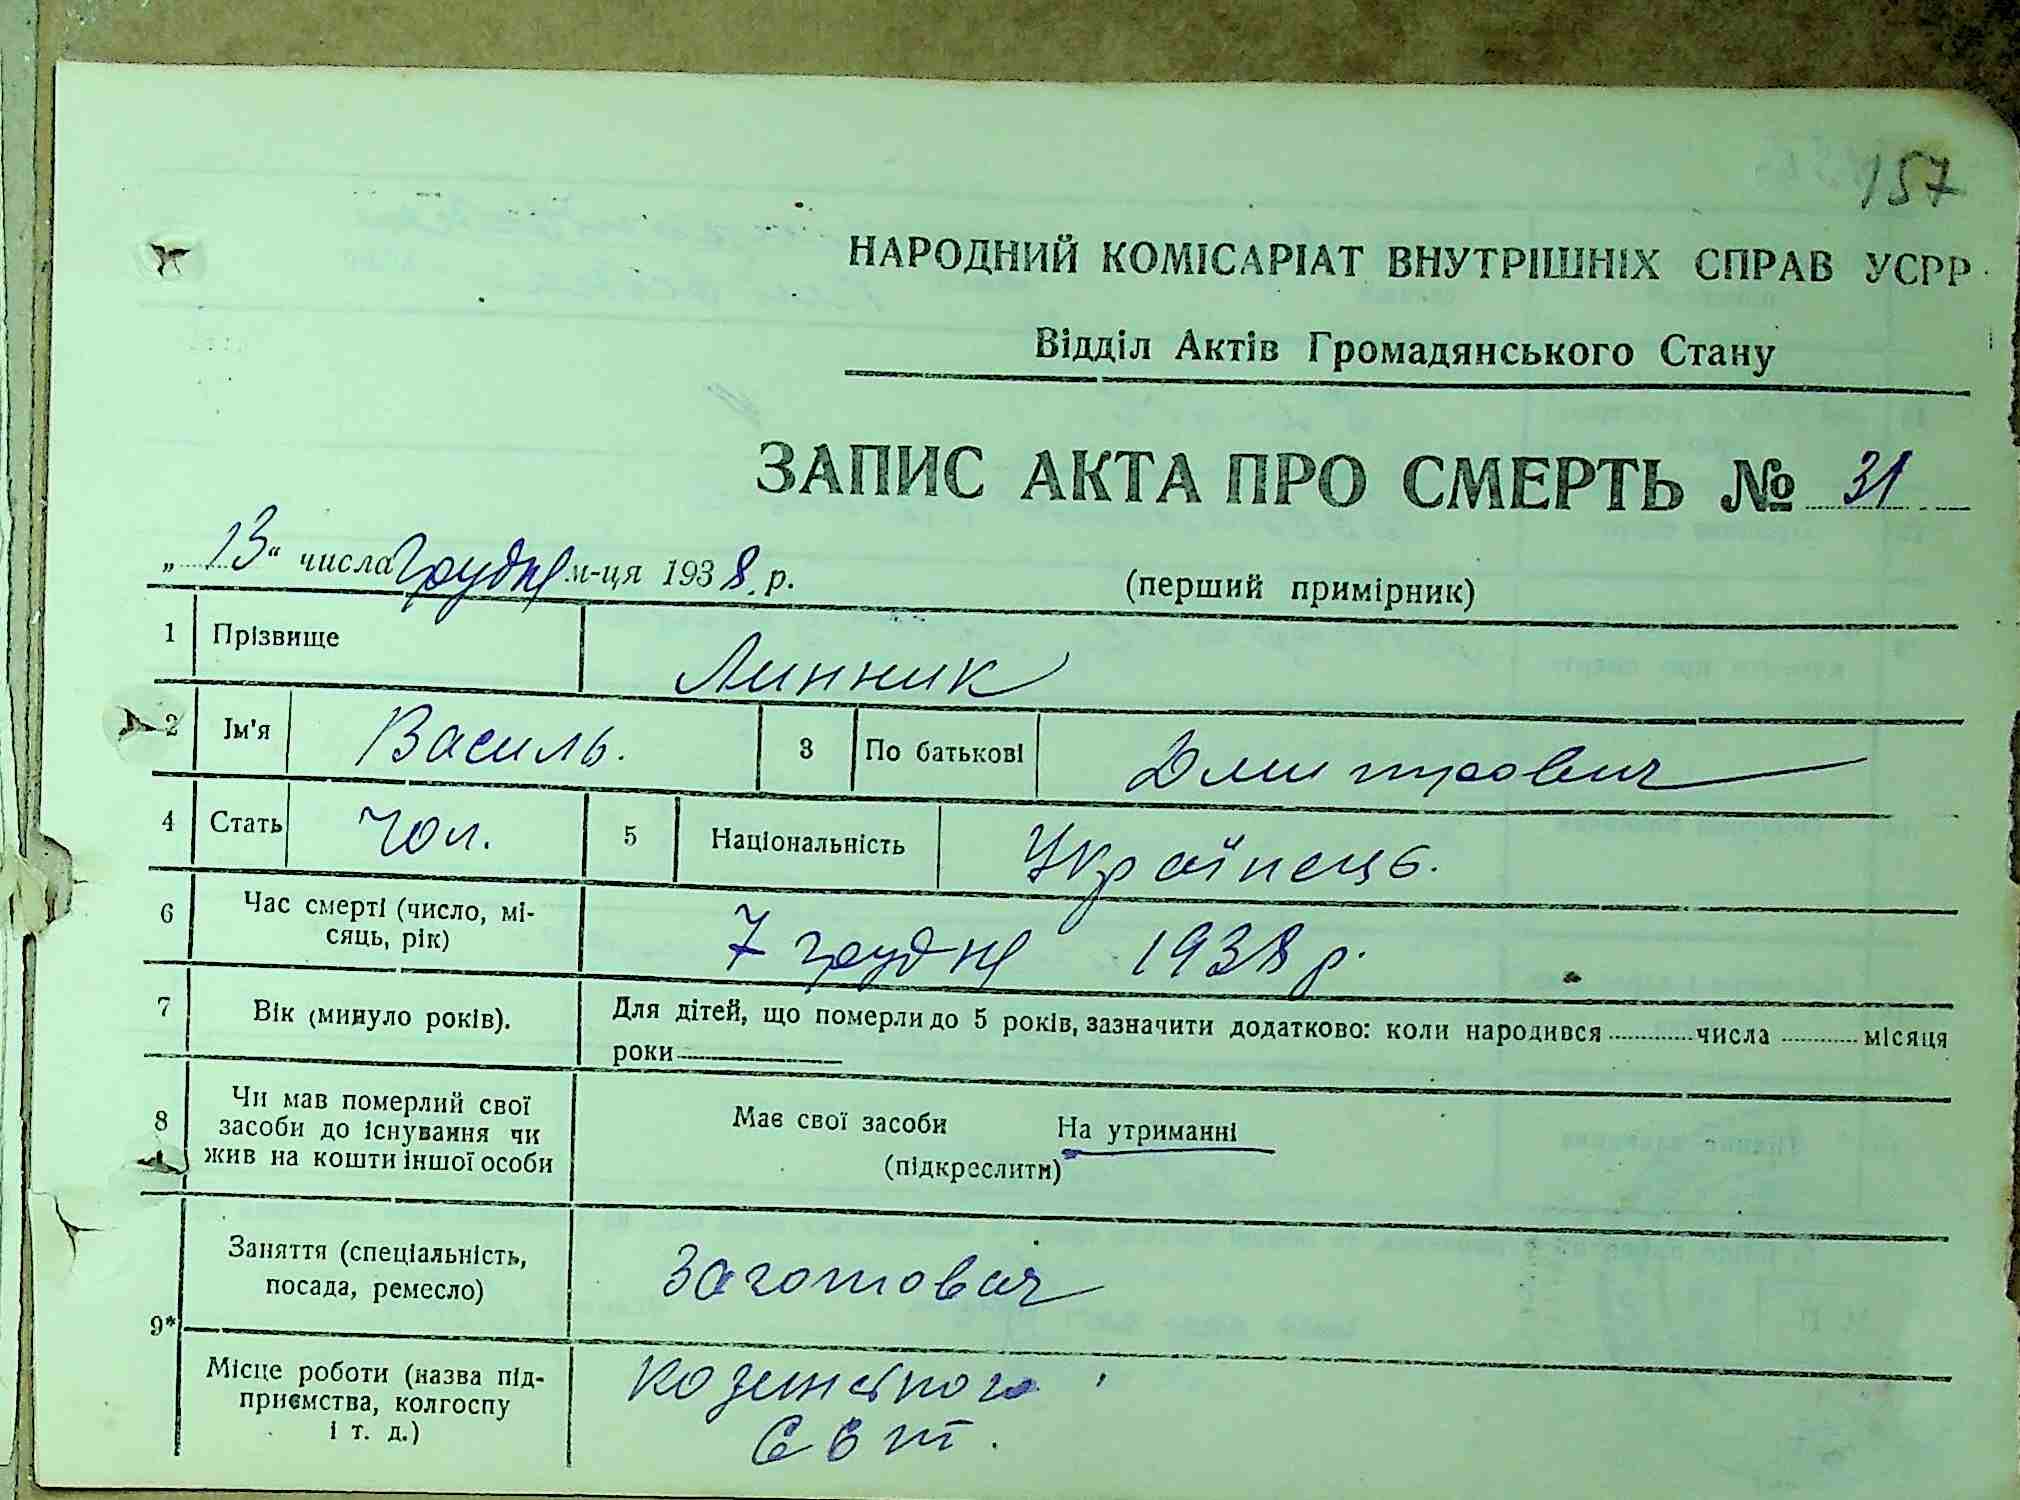 157
НАРОДНИЙ КОМІСАРІАТ ВНУТРІШНІХ СПРАВ УСРР
Відділ Актів Громадянського Стану
ЗАПИС АКТА ПРО СМЕРТЬ № 31
„13“ числа грудня м-ця 1938 р. (перший примірник)
1 Прізвище Линник
2 Ім'я Василь. 3 По батькові Дмитрович
4 Стать чол. 5 Національність Українець.
6 Час смерті (число, мі-
сяць, рік) 7 грудня 1938 р.
7 Вік (минуло років). Для дітей, що померли до 5 років, зазначити додатково: коли народився числа місяця
роки
8 Чи мав померлий свої
засоби до існування чи
жив на кошти іншої особи
Має свої засоби На утриманні
(підкреслити)
9* Заняття (спеціальність,
посада, ремесло) Заготовач
Місце роботи (назва під-
приємства, колгоспу
і т. д.)